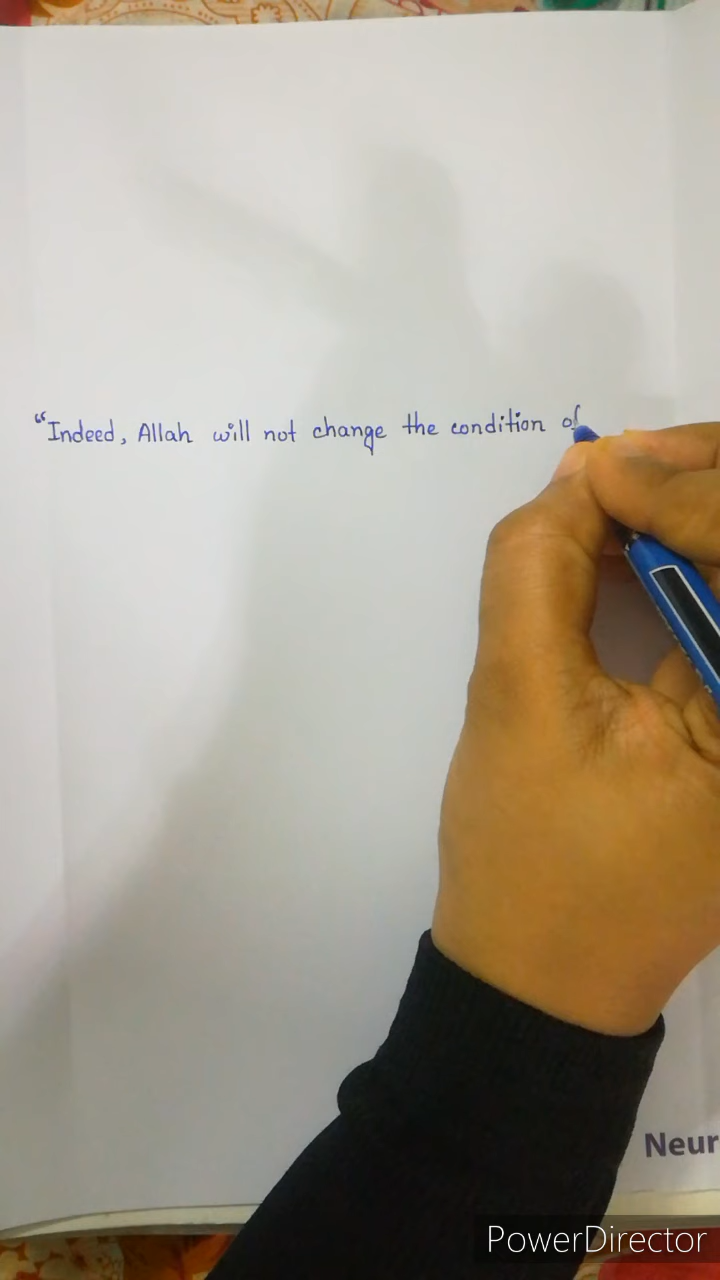 “Indeed, Allah will not change the condition of
Neur
PowerDirector